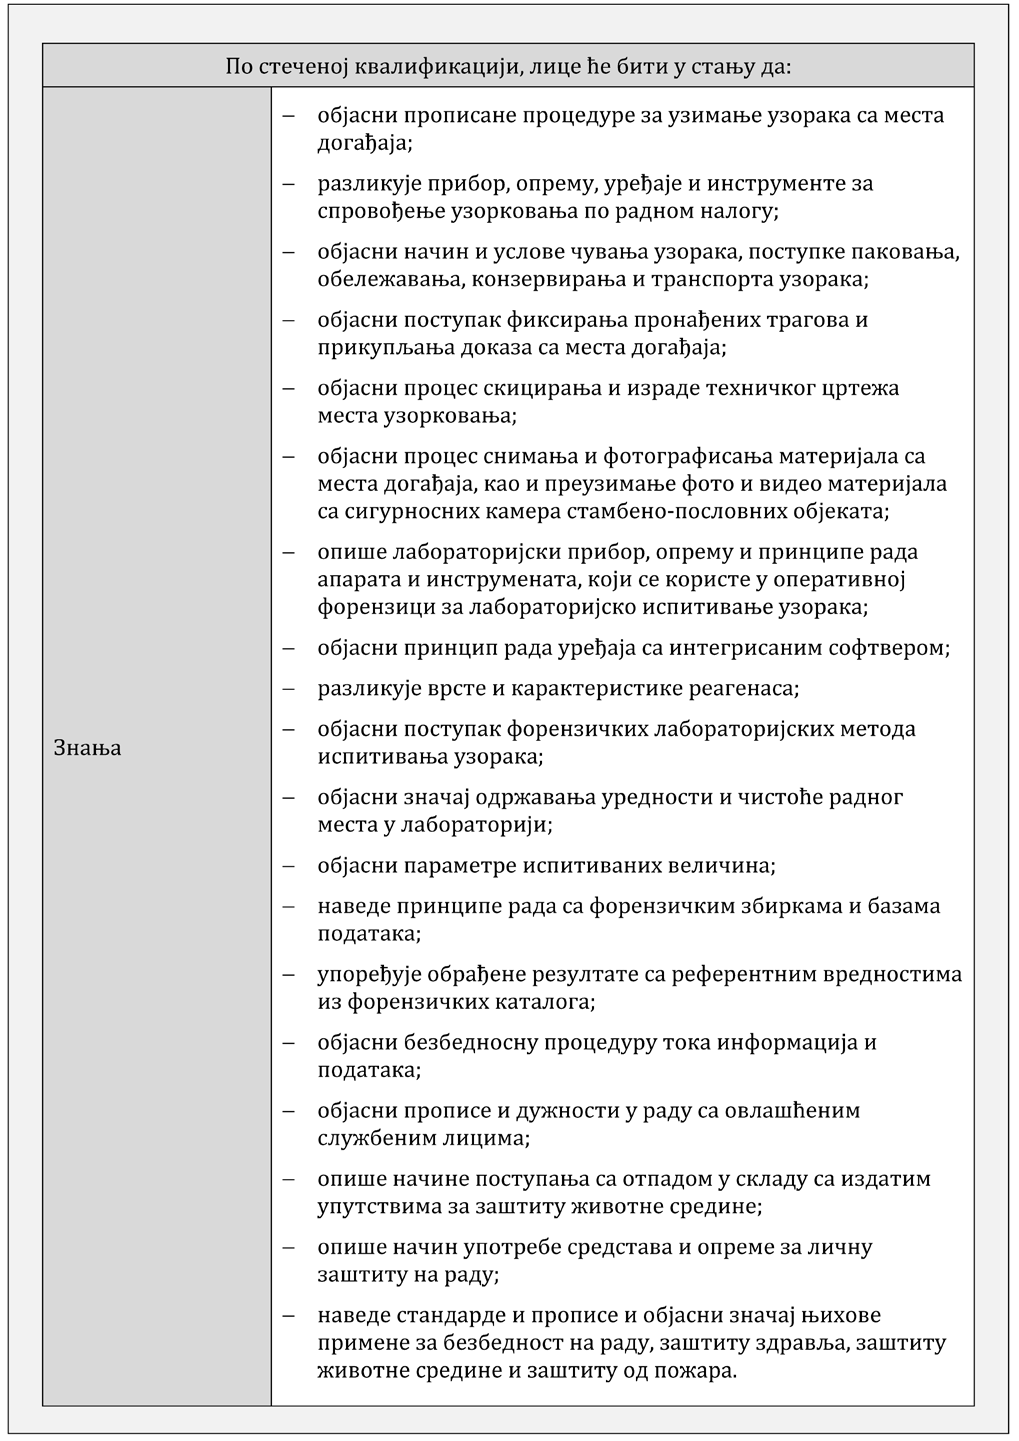 По стеченој квалификацији, лице ће бити у стању да:
Знања
– објасни прописане процедуре за узимање узорака са места
догађаја;
– разликује прибор, опрему, уређаје и инструменте за
спровођење узорковања по радном налогу;
– објасни начин и услове чувања узорака, поступке паковања,
обележавања, конзервирања и транспорта узорака;
– објасни поступак фиксирања пронађених трагова и
прикупљања доказа са места догађаја;
– објасни процес скицирања и израде техничког цртежа
места узорковања;
– објасни процес снимања и фотографисања материјала са
места догађаја, као и преузимање фото и видео материјала
са сигурносних камера стамбено-пословних објеката;
– опише лабораторијски прибор, опрему и принципе рада
апарата и инструмената, који се користе у оперативној
форензици за лабораторијско испитивање узорака;
– објасни принцип рада уређаја са интегрисаним софтвером;
– разликује врсте и карактеристике реагенаса;
– објасни поступак форензичких лабораторијских метода
испитивања узорака;
– објасни значај одржавања уредности и чистоће радног
места у лабораторији;
– објасни параметре испитиваних величина;
– наведе принципе рада са форензичким збиркама и базама
података;
– упоређује обрађене резултате са референтним вредностима
из форензичких каталога;
– објасни безбедносну процедуру тока информација и
података;
– објасни прописе и дужности у раду са овлашћеним
службеним лицима;
– опише начине поступања са отпадом у складу са издатим
упутствима за заштиту животне средине;
– опише начин употребе средстава и опреме за личну
заштиту на раду;
– наведе стандарде и прописе и објасни значај њихове
примене за безбедност на раду, заштиту здравља, заштиту
животне средине и заштиту од пожара.